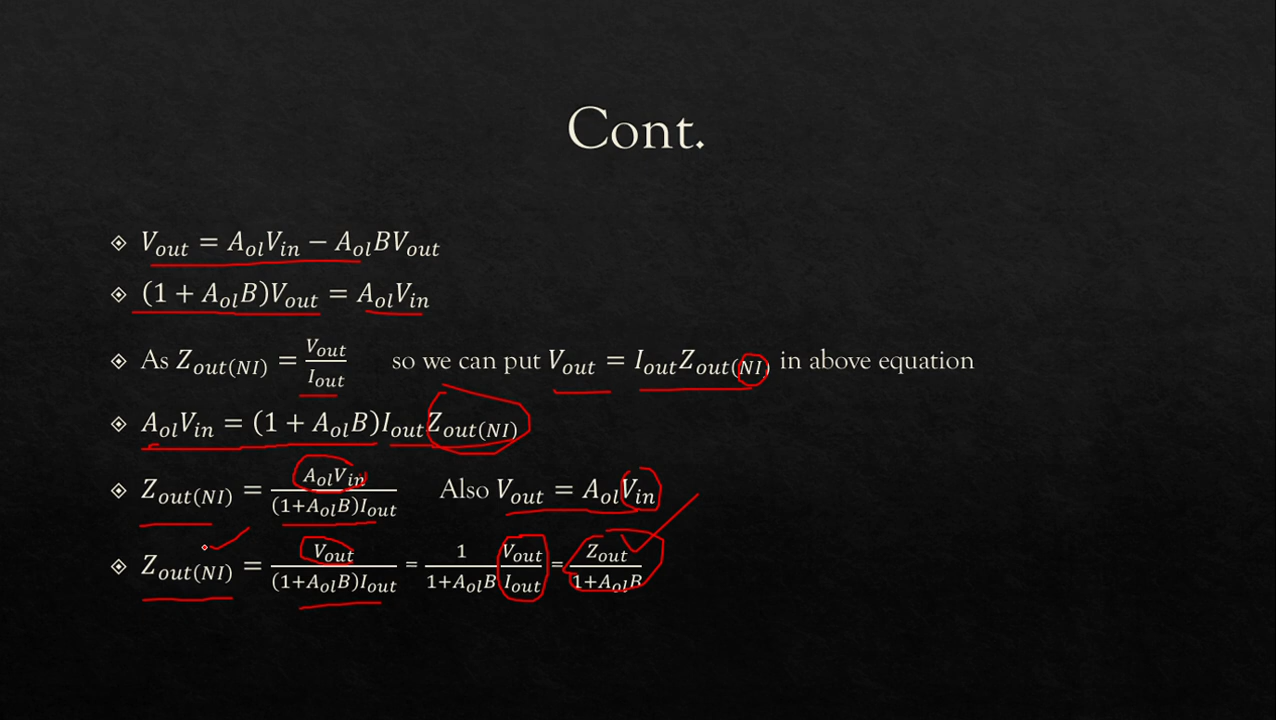 Cont.
V_out = A_ol V_in − A_ol B V_out
(1 + A_ol B)V_out = A_ol V_in
As Z_out(NI) = V_out / I_out so we can put V_out = I_out Z_out(NI) in above equation
A_ol V_in = (1 + A_ol B)I_out Z_out(NI)
Z_out(NI) = A_ol V_in / (1+A_ol B)I_out Also V_out = A_ol V_in
Z_out(NI) = V_out / (1+A_ol B)I_out = 1 / 1+A_ol B V_out / I_out = Z_out / 1+A_ol B